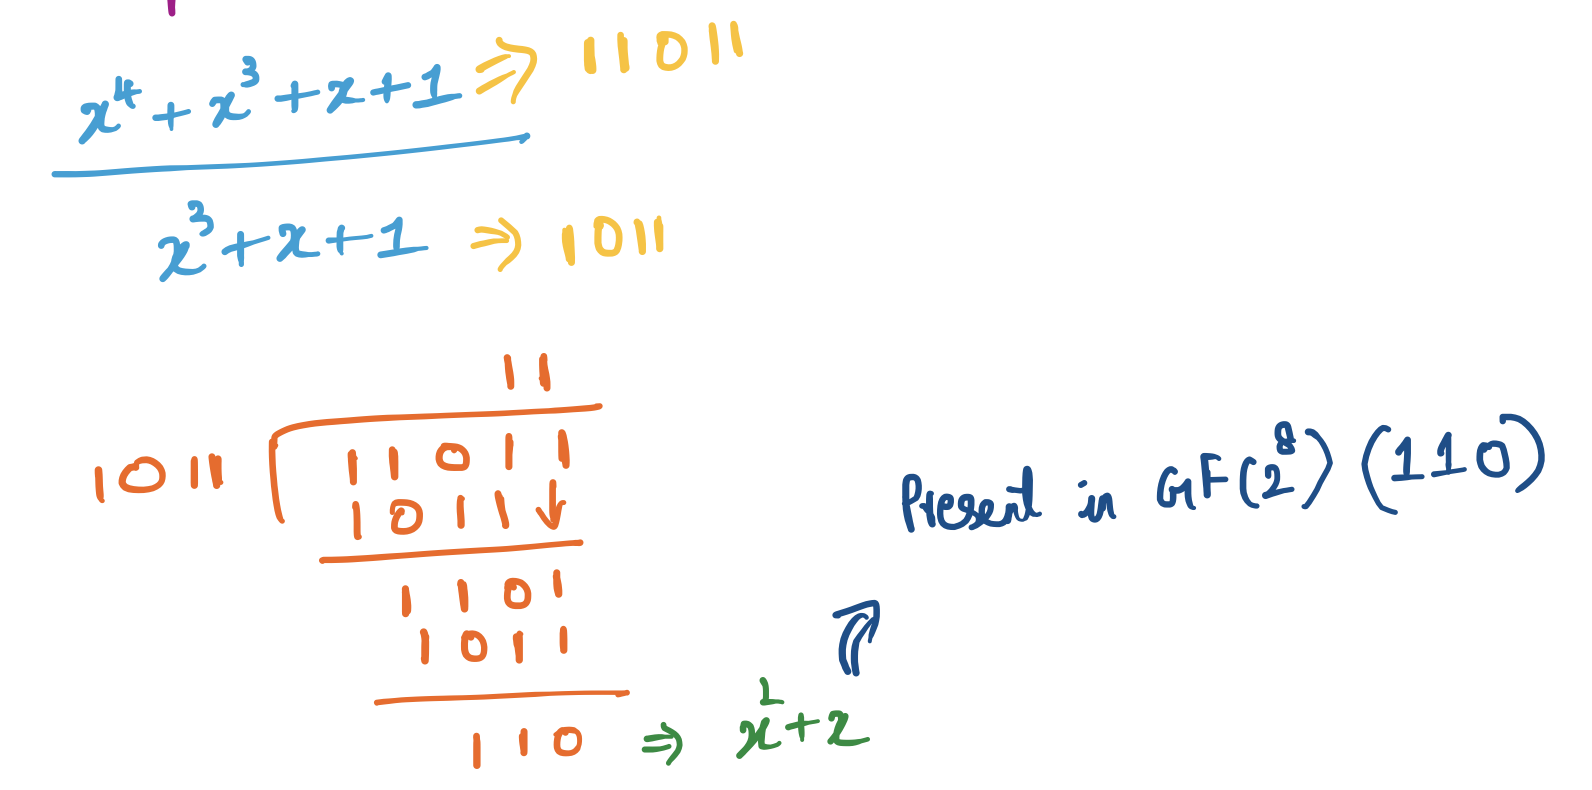 x⁴ + x³ + x + 1 ⇒ 11011
x³ + x + 1 ⇒ 1011
11
1011 11011
1011 ↓
1101
1011
110 ⇒ x² + x
Present in GF(2⁸) (110)